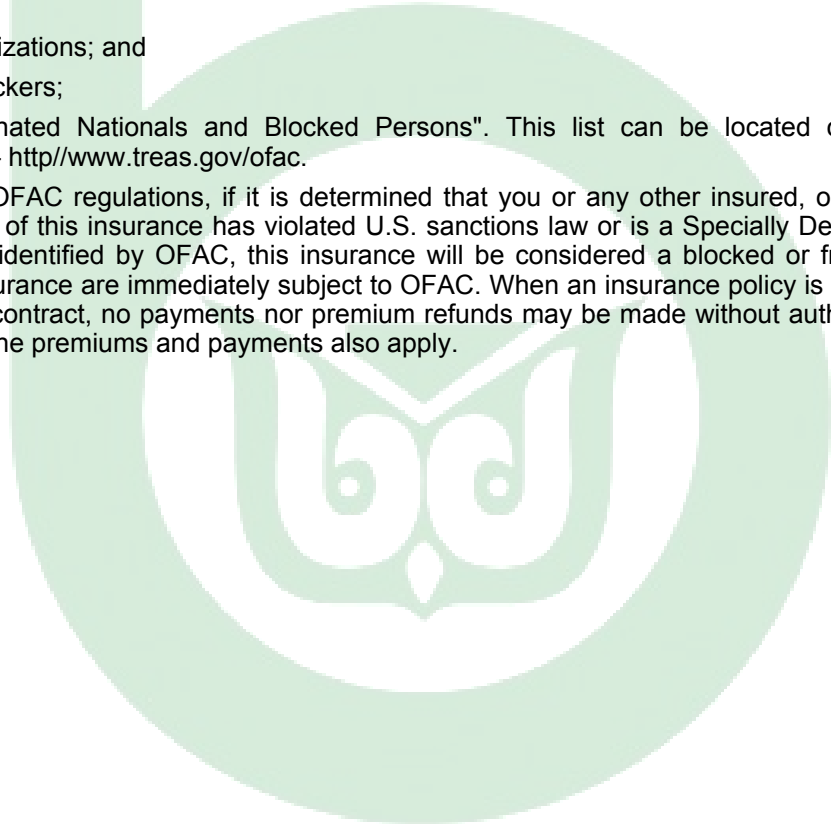 izations; and
ckers;
nated Nationals and Blocked Persons". This list can be located o
http//www.treas.gov/ofac.
OFAC regulations, if it is determined that you or any other insured, o
of this insurance has violated U.S. sanctions law or is a Specially De
identified by OFAC, this insurance will be considered a blocked or fr
urance are immediately subject to OFAC. When an insurance policy is
contract, no payments nor premium refunds may be made without auth
he premiums and payments also apply.